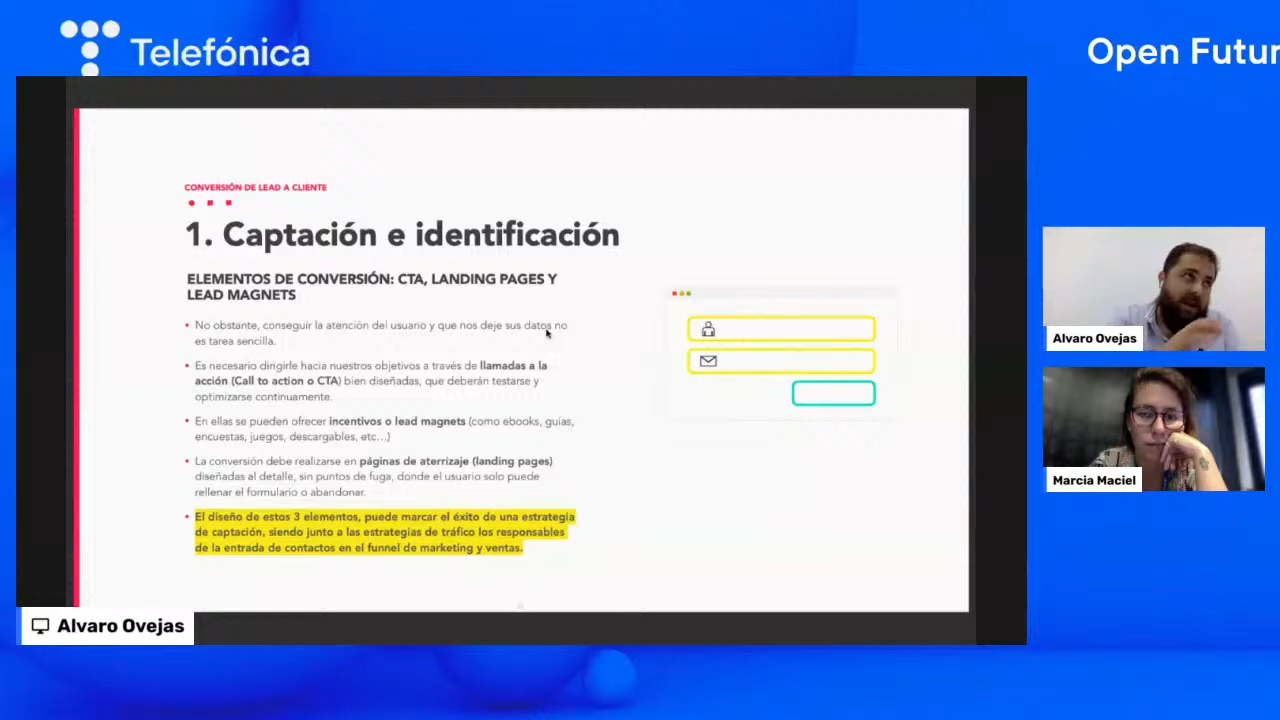 Telefónica
Open Futur
CONVERSIÓN DE LEAD A CLIENTE
1. Captación e identificación
ELEMENTOS DE CONVERSIÓN: CTA, LANDING PAGES Y
LEAD MAGNETS
• No obstante, conseguir la atención del usuario y que nos deje sus datos no
es tarea sencilla.
• Es necesario dirigirle hacia nuestros objetivos a través de llamadas a la
acción (Call to action o CTA) bien diseñadas, que deberán testarse y
optimizarse continuamente.
• En ellas se pueden ofrecer incentivos o lead magnets (como ebooks, guías,
encuestas, juegos, descargables, etc...)
• La conversión debe realizarse en páginas de aterrizaje (landing pages)
diseñadas al detalle, sin puntos de fuga, donde el usuario solo puede
rellenar el formulario o abandonar.
• El diseño de estos 3 elementos, puede marcar el éxito de una estrategia
de captación, siendo junto a las estrategias de tráfico los responsables
de la entrada de contactos en el funnel de marketing y ventas.
Alvaro Ovejas
Marcia Maciel
Alvaro Ovejas